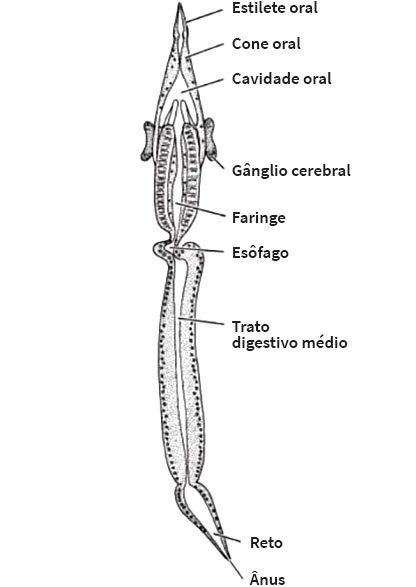 Estilete oral
Cone oral
Cavidade oral
Gânglio cerebral
Faringe
Esôfago
Trato
digestivo médio
Reto
Ânus